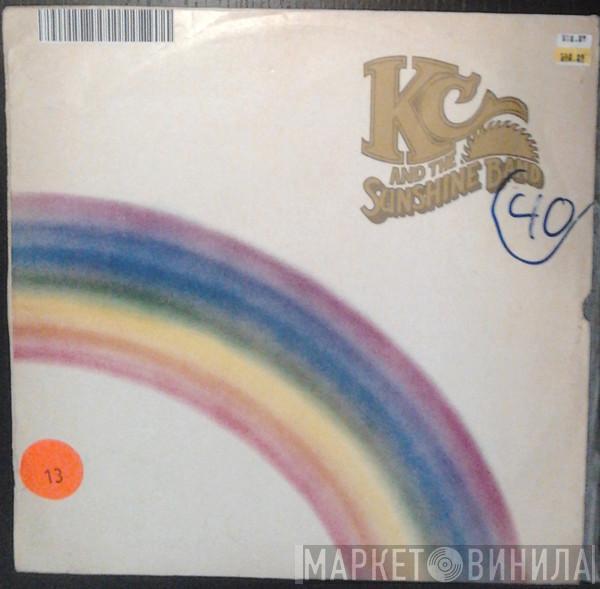 KC
AND THE
SUNSHINE BAND
40
13
МАРКЕТ ВИНИЛА